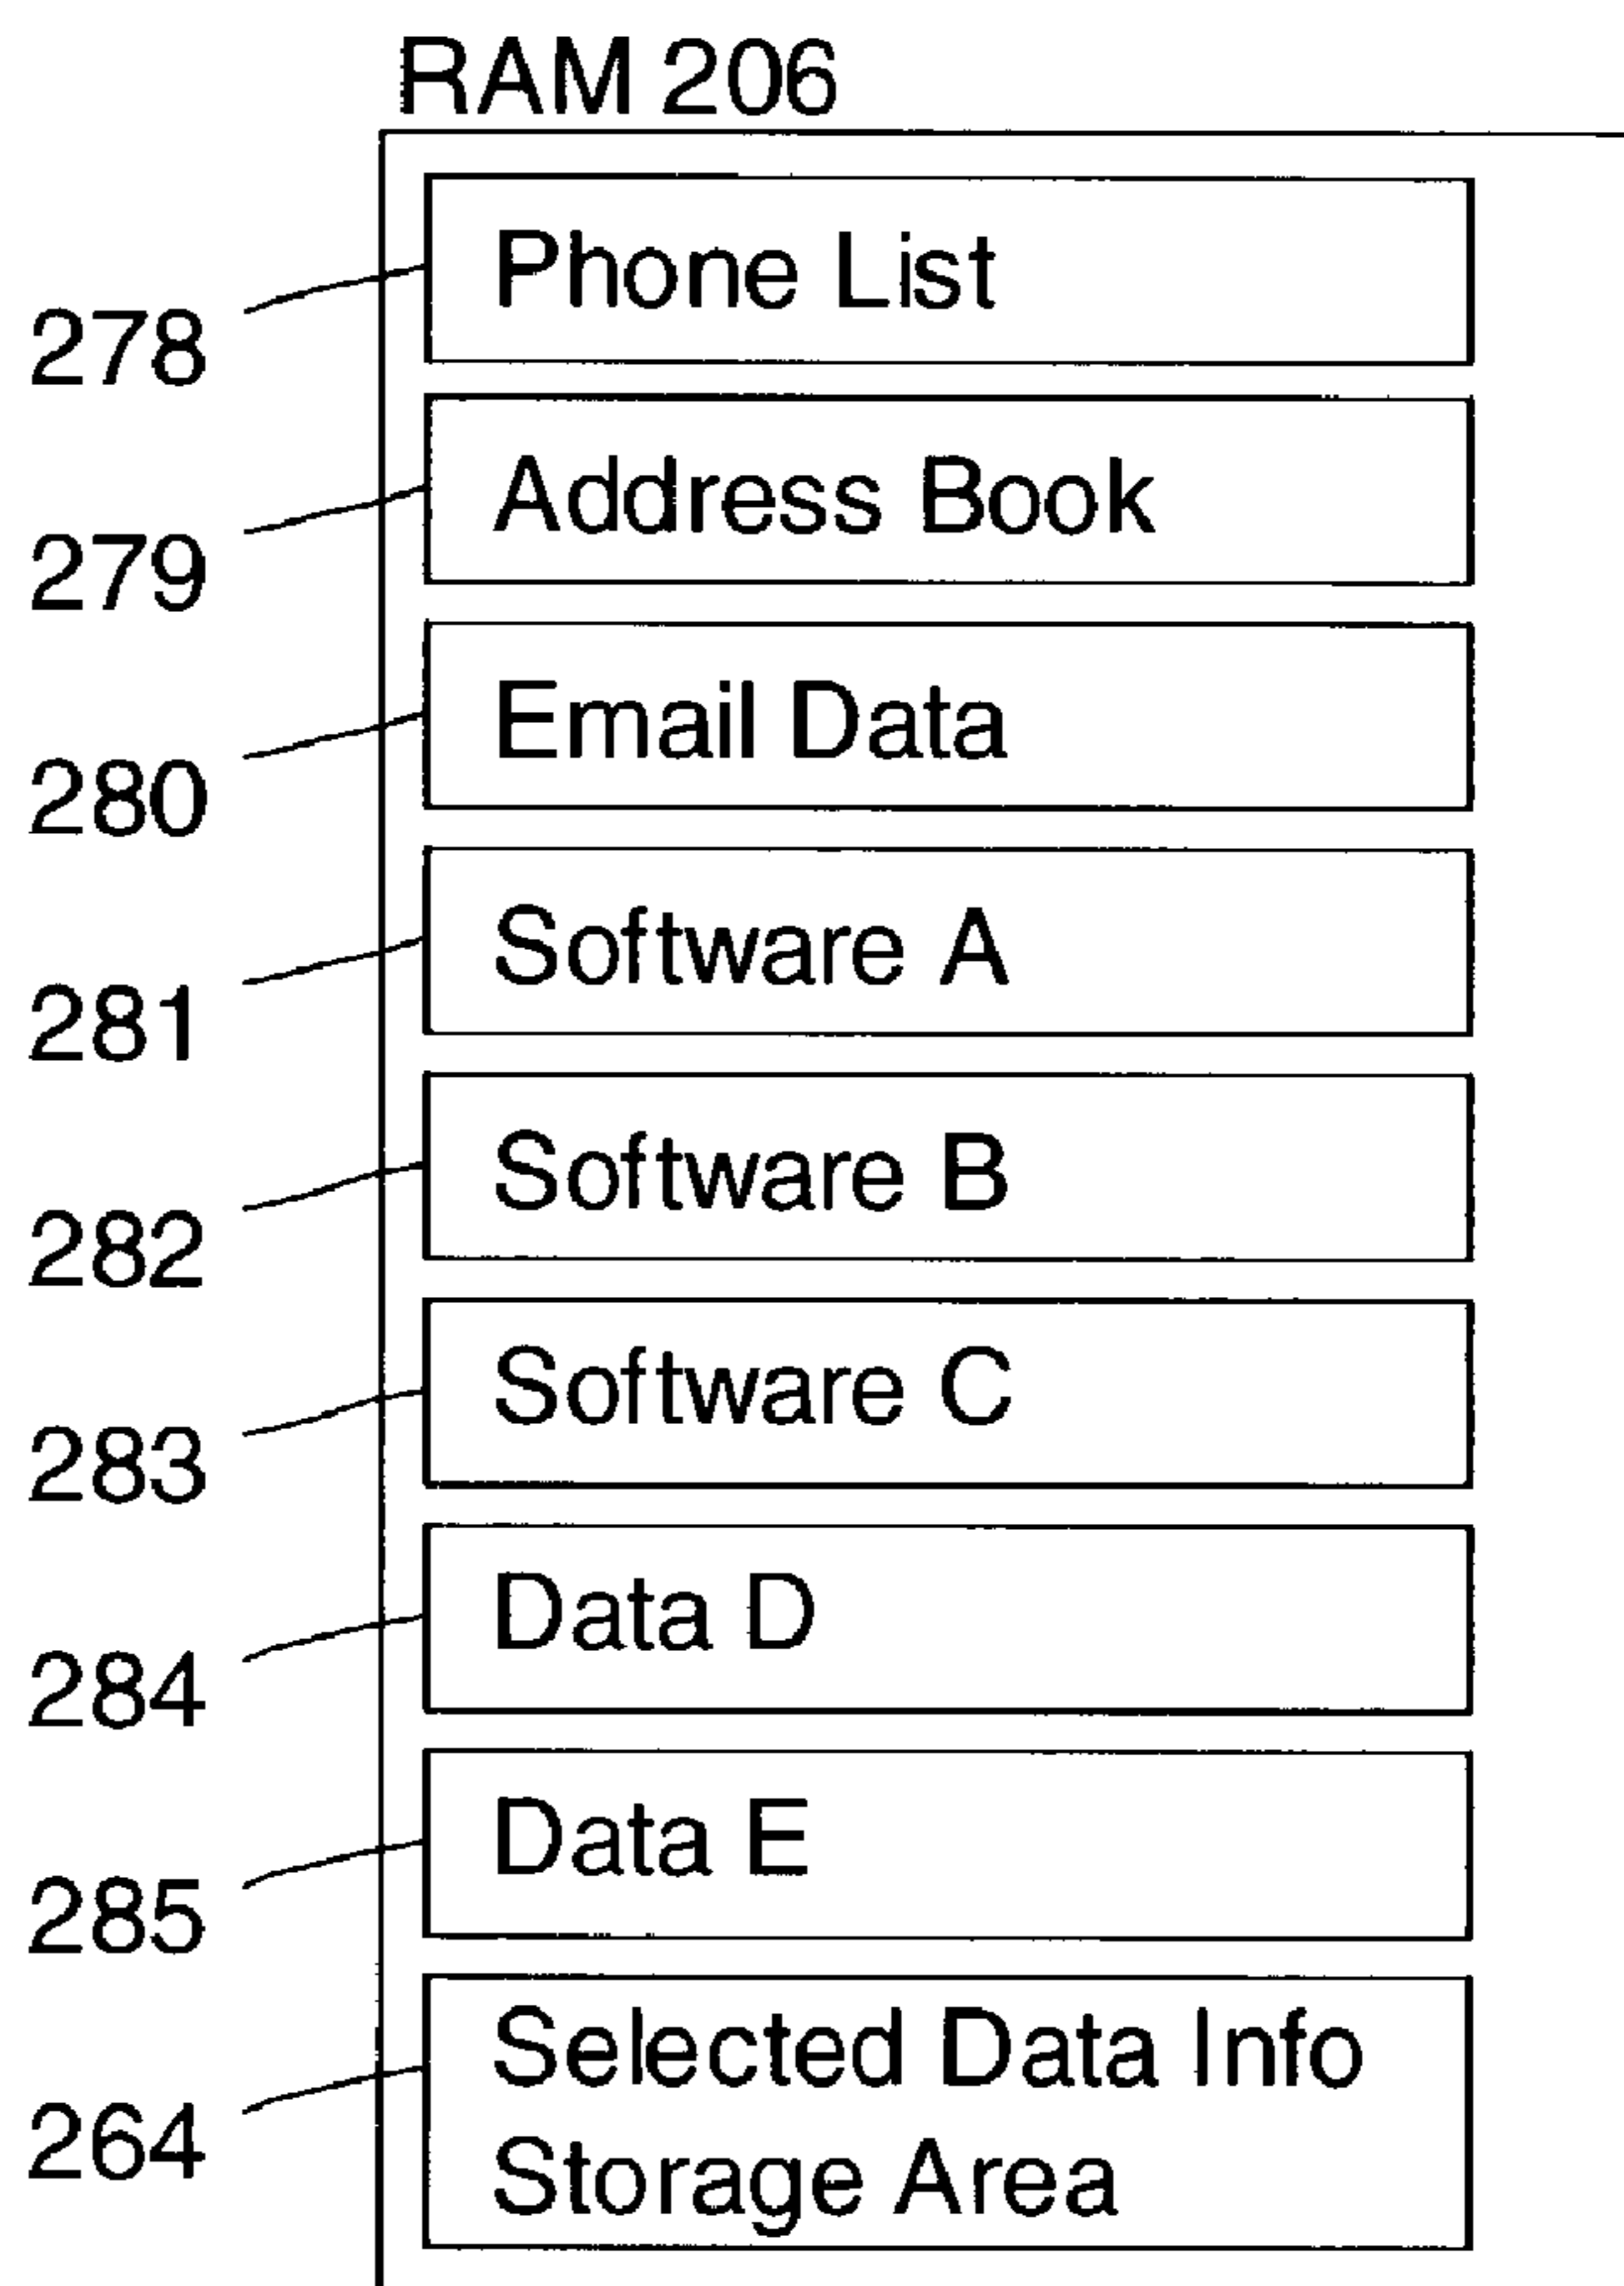 RAM 206
278 Phone List
279 Address Book
280 Email Data
281 Software A
282 Software B
283 Software C
284 Data D
285 Data E
264 Selected Data Info
Storage Area